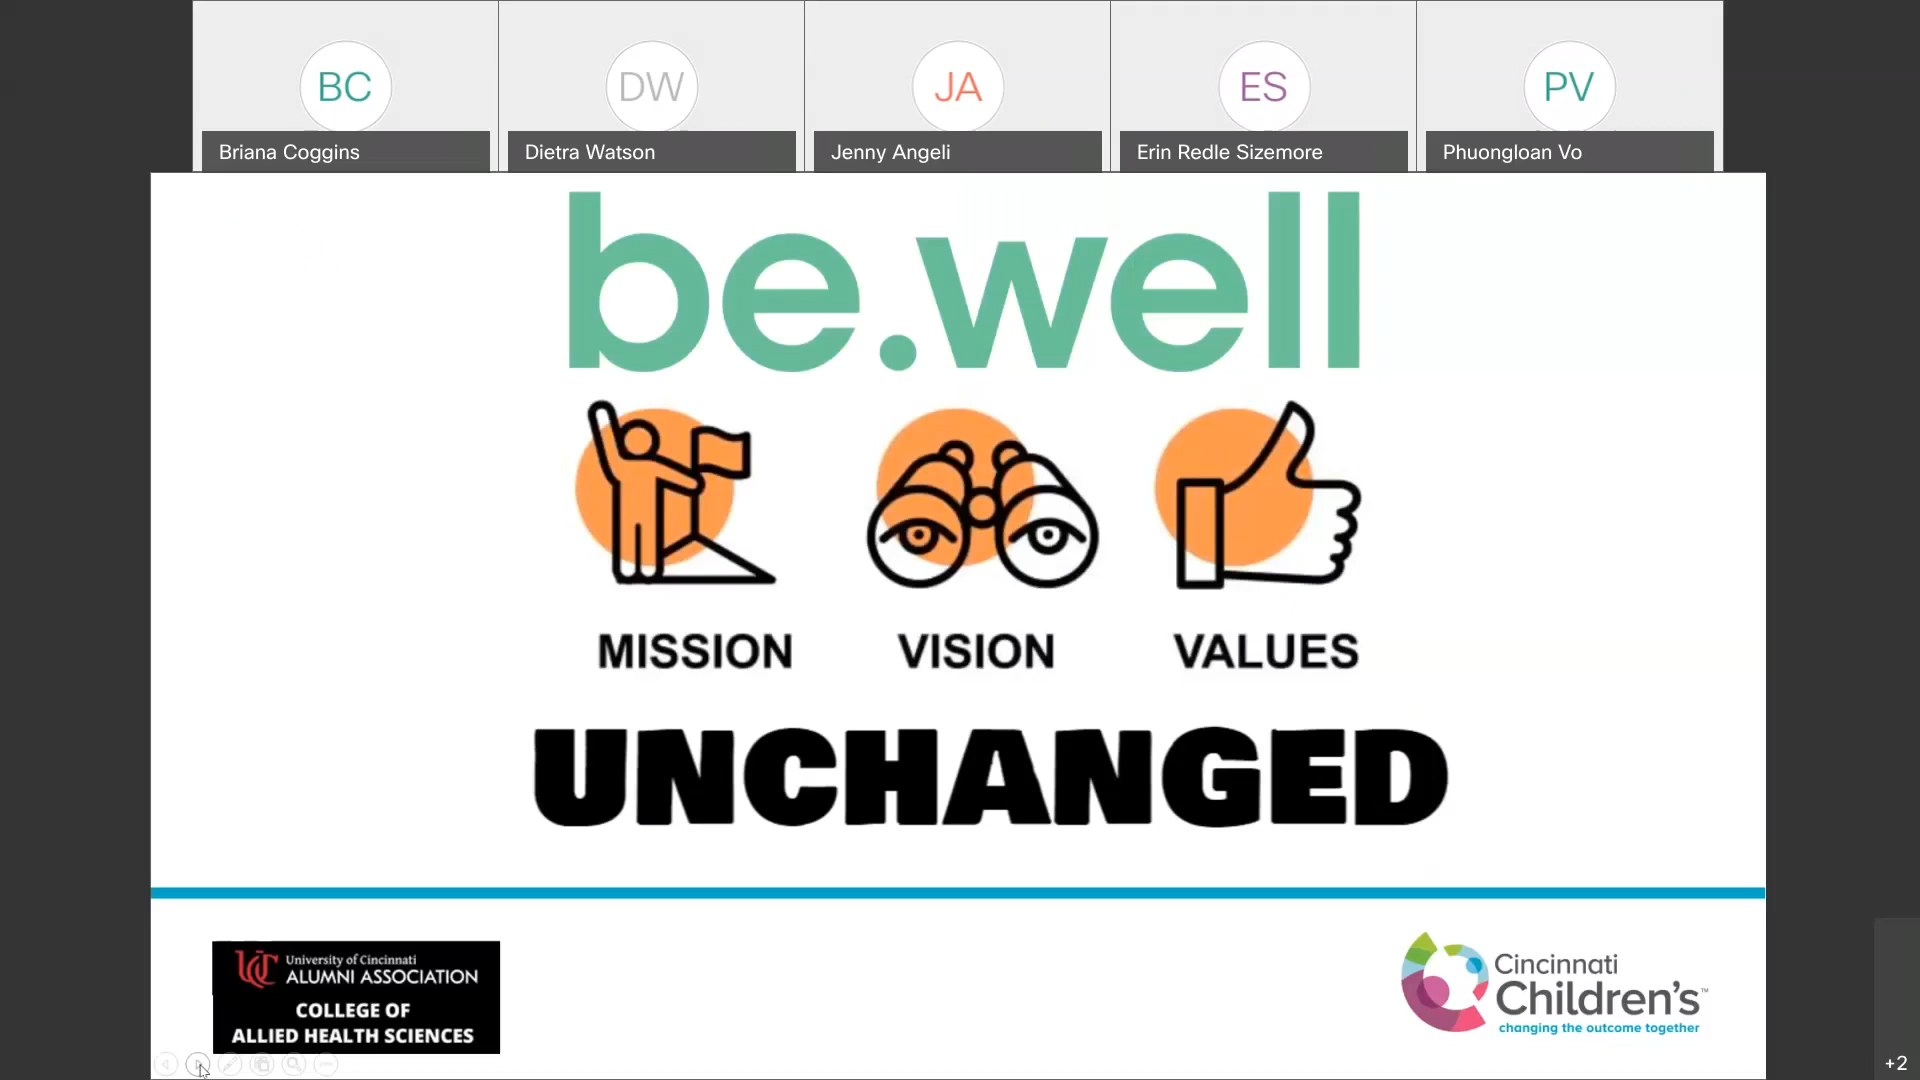 BC
DW
JA
ES
PV
Briana Coggins
Dietra Watson
Jenny Angeli
Erin Redle Sizemore
Phuongloan Vo
be.well
MISSION
VISION
VALUES
UNCHANGED
UC
University of Cincinnati
ALUMNI ASSOCIATION
COLLEGE OF
ALLIED HEALTH SCIENCES
Cincinnati
Children's™
changing the outcome together
+2